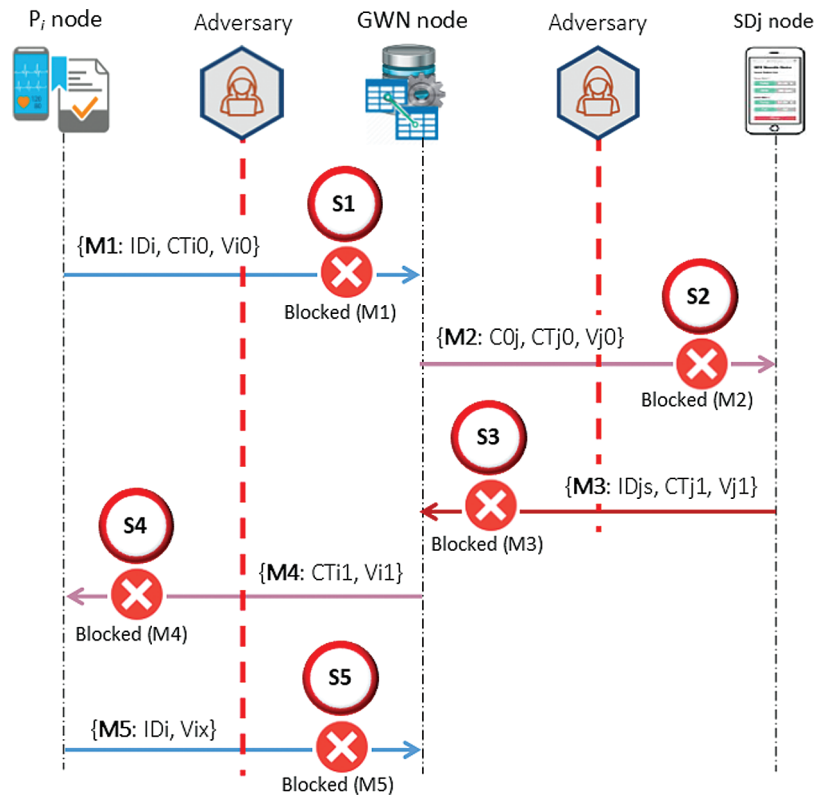 Pi node
Adversary
GWN node
Adversary
SDj node
S1
{M1: IDi, CTi0, Vi0}
Blocked (M1)
S2
{M2: C0j, CTj0, Vj0}
Blocked (M2)
S3
{M3: IDjs, CTj1, Vj1}
Blocked (M3)
S4
{M4: CTi1, Vi1}
Blocked (M4)
S5
{M5: IDi, Vix}
Blocked (M5)